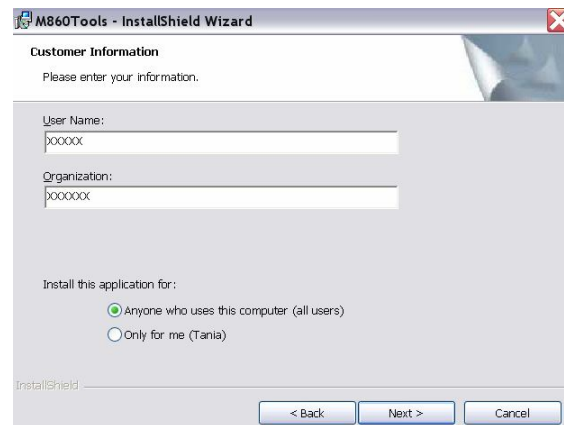 M860Tools - InstallShield Wizard
Customer Information
Please enter your information.
User Name:
XXXXX
Organization:
XXXXXX
Install this application for:
Anyone who uses this computer (all users)
Only for me (Tania)
InstallShield
< Back Next > Cancel